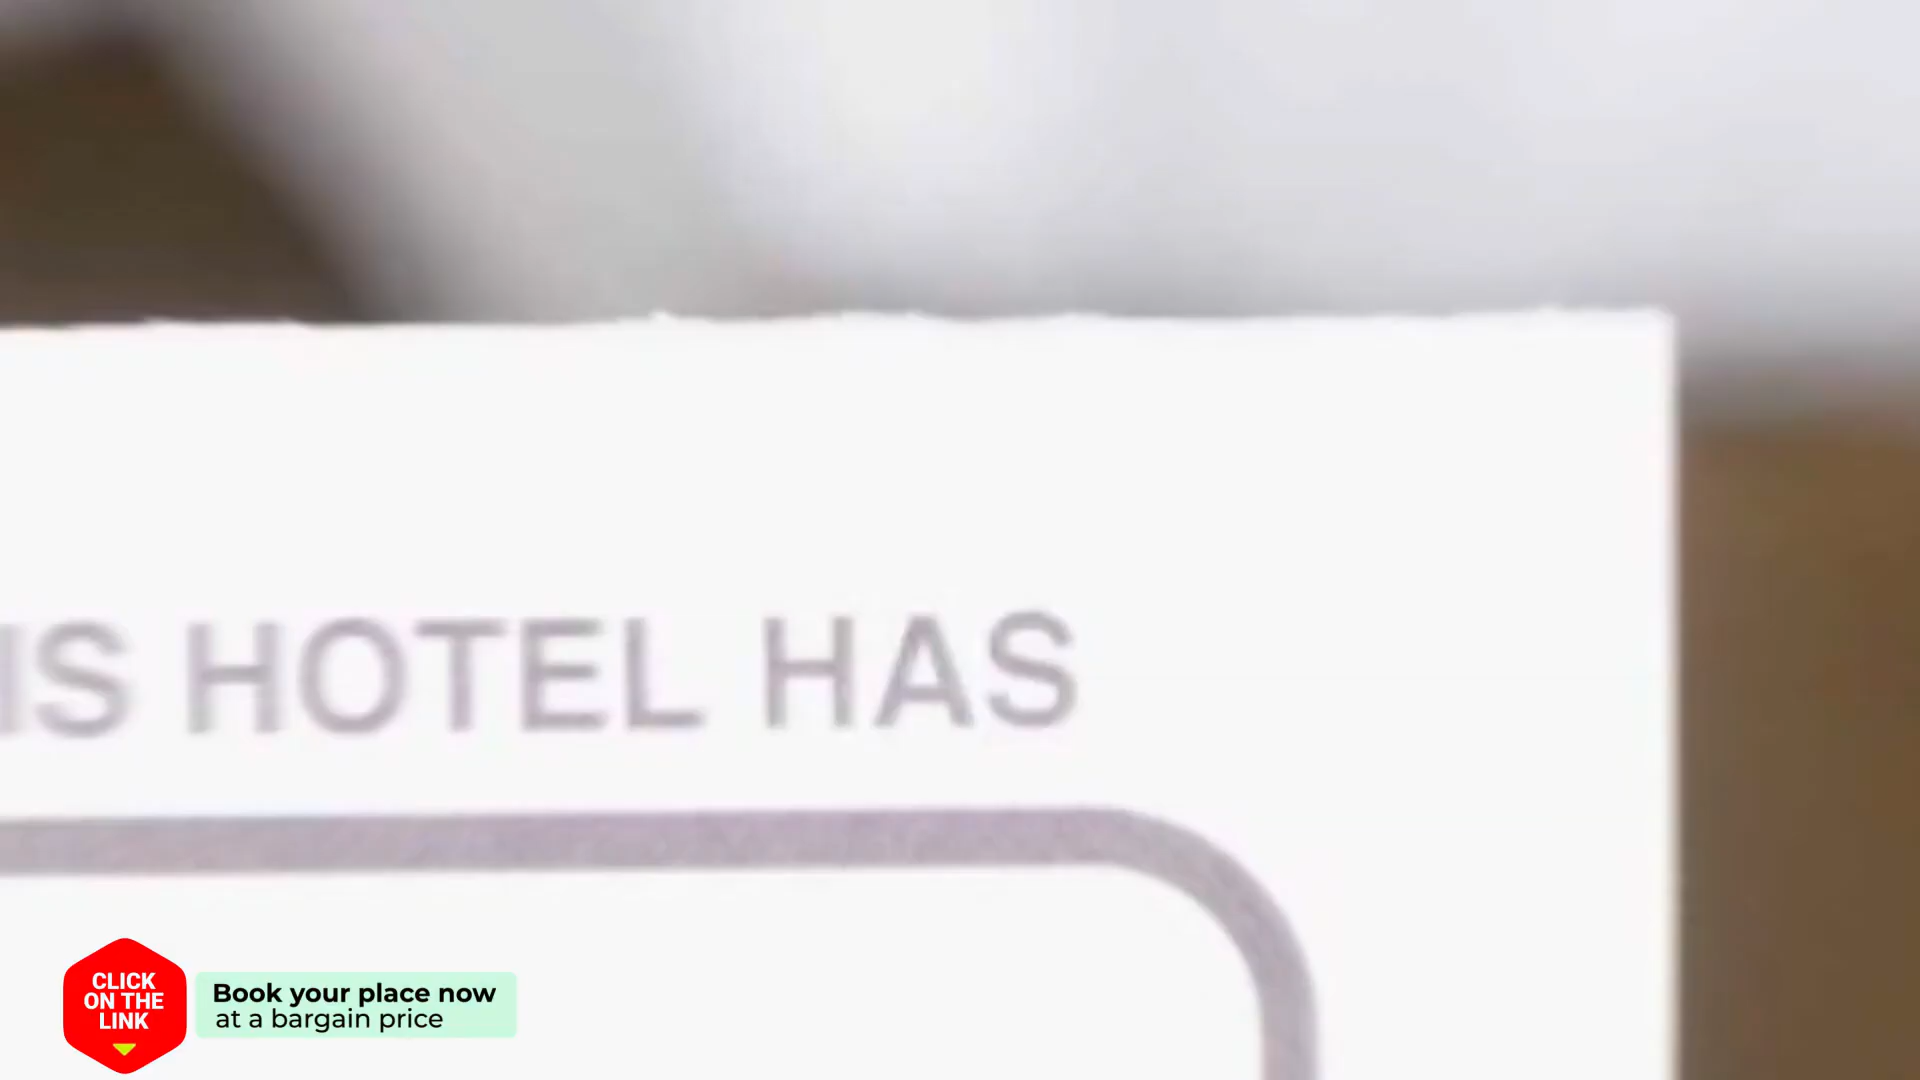 IS HOTEL HAS
CLICK
ON THE
LINK
Book your place now
at a bargain price